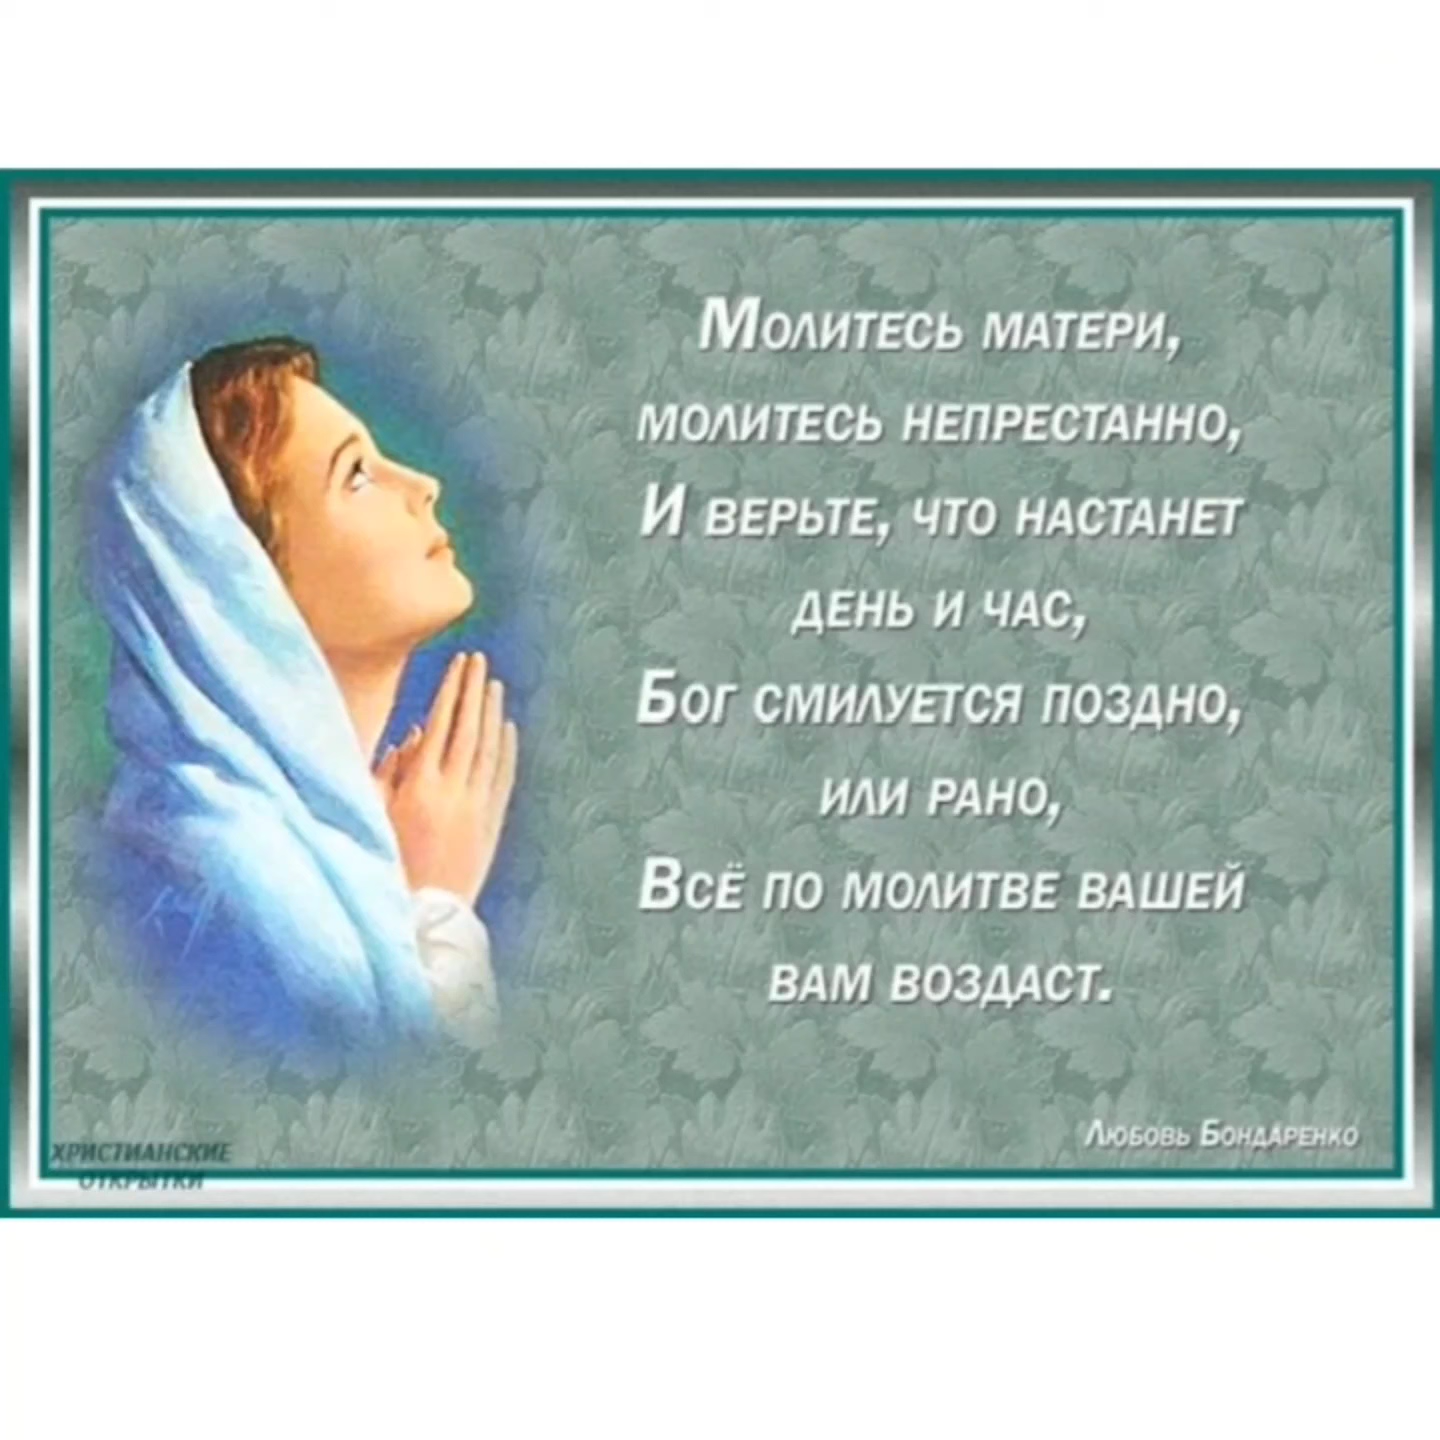 Молитесь матери,
молитесь непрестанно,
И верьте, что настанет
день и час,
Бог смилуется поздно,
или рано,
Всё по молитве вашей
вам воздаст.
Любовь Бондаренко
ХРИСТИАНСКИЕ
ОТКРЫТКИ